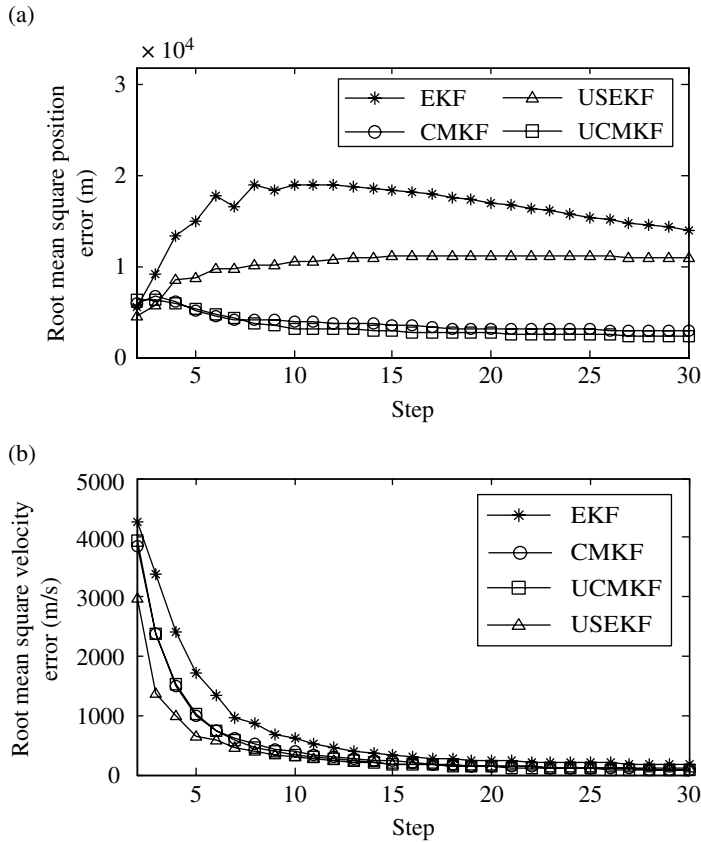 (a)
× 10⁴
3
2
1
0
Root mean square position
error (m)
EKF
USEKF
CMKF
UCMKF
5
10
15
20
25
30
Step
(b)
5000
4000
3000
2000
1000
0
Root mean square velocity
error (m/s)
EKF
CMKF
UCMKF
USEKF
5
10
15
20
25
30
Step